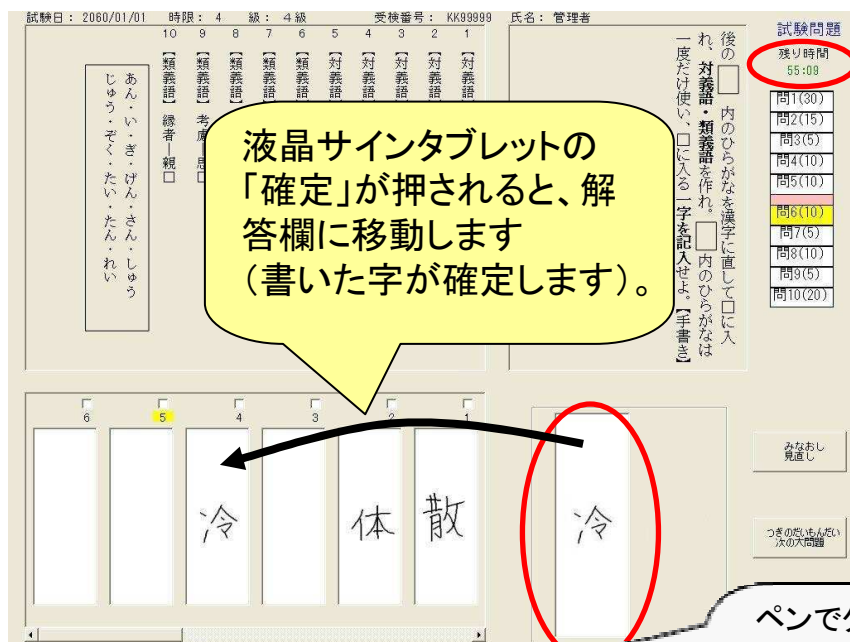 試験日： 2060/01/01 時限： 4 級： ４級 受検番号： KK99999 氏名： 管理者
試験問題
残り時間
55:09
問1(30)
問2(15)
問3(5)
問4(10)
問5(10)
問6(10)
問7(5)
問8(10)
問9(5)
問10(20)
後の□内のひらがなを漢字に直して□に入
れ、対義語・類義語を作れ。□内のひらがなは
一度だけ使い、□に入る一字を記入せよ。【手書き】
1 【対義語】
2 【対義語】
3 【対義語】
4 【対義語】
5 【対義語】
6 【類義語】
7 【類義語】
8 【類義語】
9 【類義語】 考慮―思□
10 【類義語】 縁者―親□
あん・い・ぎ・げん・さん・しゅう
じゅう・ぞく・たい・たん・れい
液晶サインタブレットの
「確定」が押されると、解
答欄に移動します
（書いた字が確定します）。
6 5 4 3 2 1
冷 体 散
冷
みなおし
見直し
つぎのだいもんだい
次の大問題
ペンで